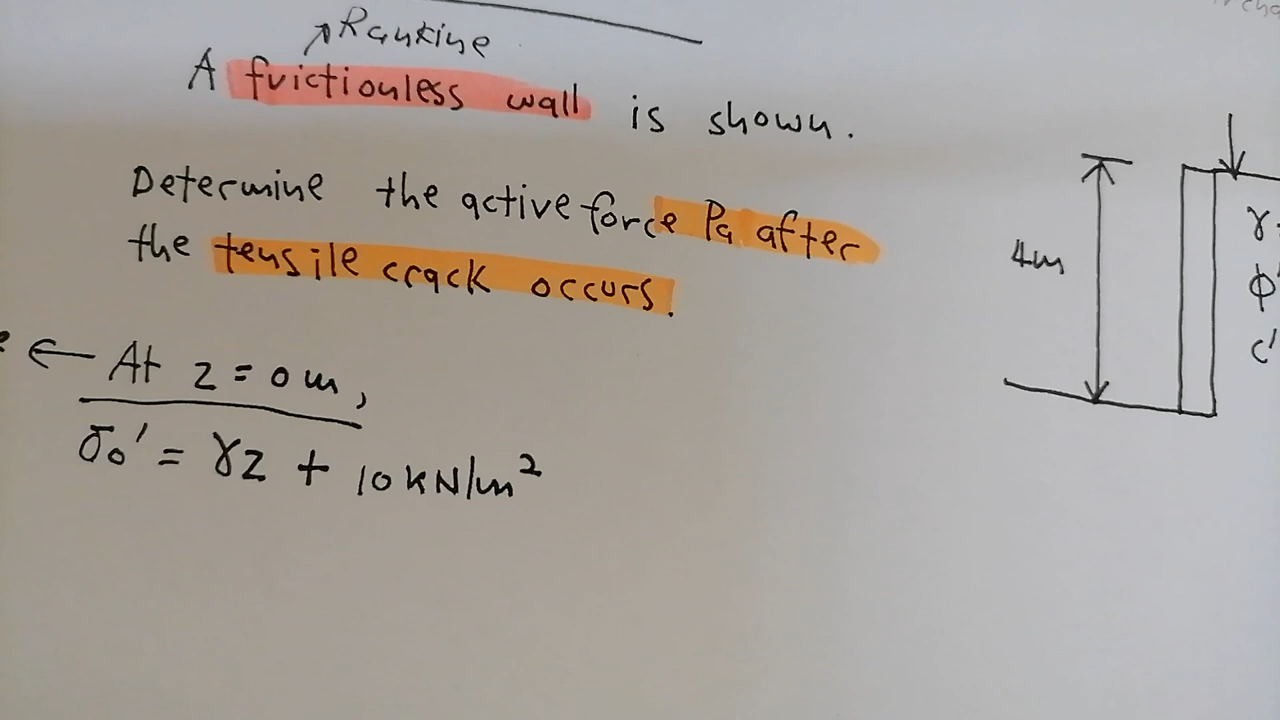 Rankine
A frictionless wall is shown.
Determine the active force Pa after
the tensile crack occurs.
4m
γ
φ'
c'
← At z = 0 m,
σo' = γz + 10 kN/m²